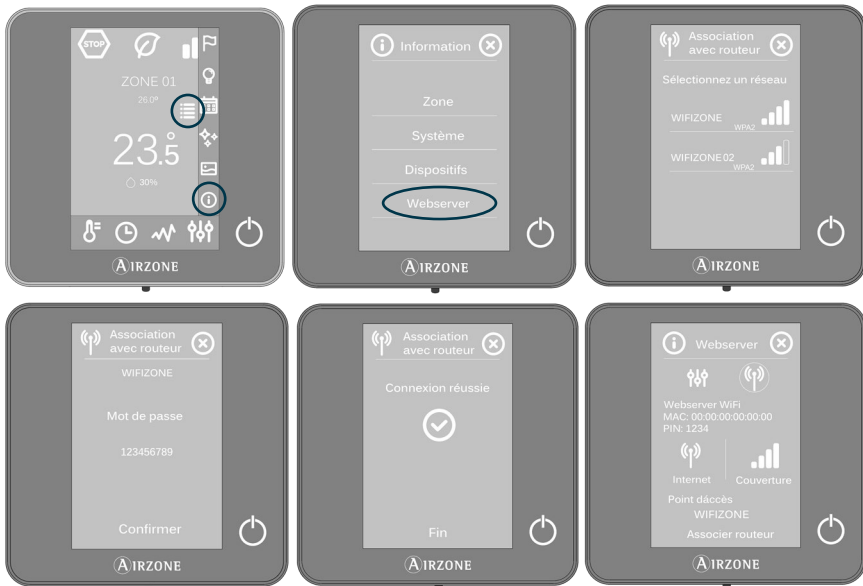 STOP
ZONE 01
26.0º
23.5°
30%
AIRZONE
Information
Zone
Système
Dispositifs
Webserver
AIRZONE
Association
avec routeur
Sélectionnez un réseau
WIFIZONE
WPA2
WIFIZONE 02
WPA2
AIRZONE
Association
avec routeur
WIFIZONE
Mot de passe
123456789
Confirmer
AIRZONE
Association
avec routeur
Connexion réussie
Fin
AIRZONE
Webserver
Webserver WiFi
MAC: 00:00:00:00:00:00
PIN: 1234
Internet Couverture
Point dáccès
WIFIZONE
Associer routeur
AIRZONE